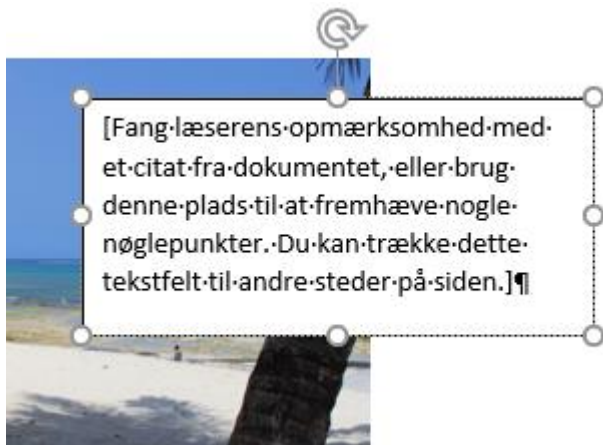 [Fang læserens opmærksomhed med
et citat fra dokumentet, eller brug
denne plads til at fremhæve nogle
nøglepunkter. Du kan trække dette
tekstfelt til andre steder på siden.]¶